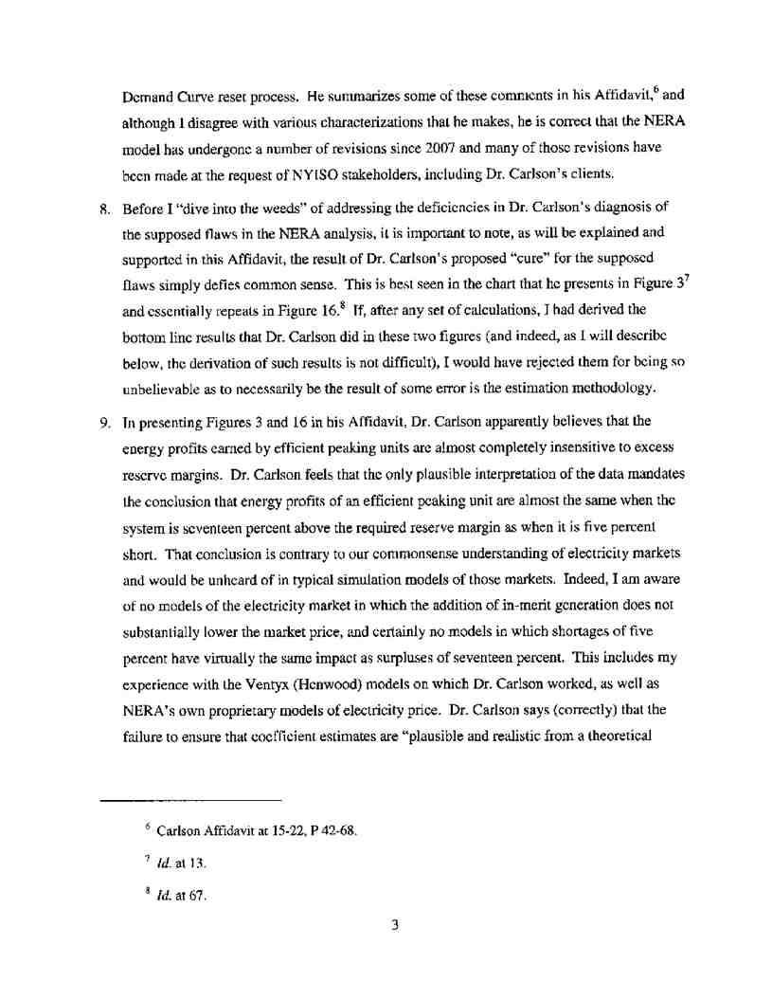 Demand Curve reset process. He summarizes some of these comments in his Affidavit,6 and
although I disagree with various characterizations that he makes, he is correct that the NERA
model has undergone a number of revisions since 2007 and many of those revisions have
been made at the request of NYISO stakeholders, including Dr. Carlson's clients.
8. Before I “dive into the weeds” of addressing the deficiencies in Dr. Carlson's diagnosis of
the supposed flaws in the NERA analysis, it is important to note, as will be explained and
supported in this Affidavit, the result of Dr. Carlson's proposed “cure” for the supposed
flaws simply defies common sense. This is best seen in the chart that he presents in Figure 37
and essentially repeats in Figure 16.8 If, after any set of calculations, I had derived the
bottom line results that Dr. Carlson did in these two figures (and indeed, as I will describe
below, the derivation of such results is not difficult), I would have rejected them for being so
unbelievable as to necessarily be the result of some error is the estimation methodology.
9. In presenting Figures 3 and 16 in his Affidavit, Dr. Carlson apparently believes that the
energy profits earned by efficient peaking units are almost completely insensitive to excess
reserve margins. Dr. Carlson feels that the only plausible interpretation of the data mandates
the conclusion that energy profits of an efficient peaking unit are almost the same when the
system is seventeen percent above the required reserve margin as when it is five percent
short. That conclusion is contrary to our commonsense understanding of electricity markets
and would be unheard of in typical simulation models of those markets. Indeed, I am aware
of no models of the electricity market in which the addition of in-merit generation does not
substantially lower the market price, and certainly no models in which shortages of five
percent have virtually the same impact as surpluses of seventeen percent. This includes my
experience with the Ventyx (Henwood) models on which Dr. Carlson worked, as well as
NERA's own proprietary models of electricity price. Dr. Carlson says (correctly) that the
failure to ensure that coefficient estimates are “plausible and realistic from a theoretical
6 Carlson Affidavit at 15-22, P 42-68.
7 Id. at 13.
8 Id. at 67.
3